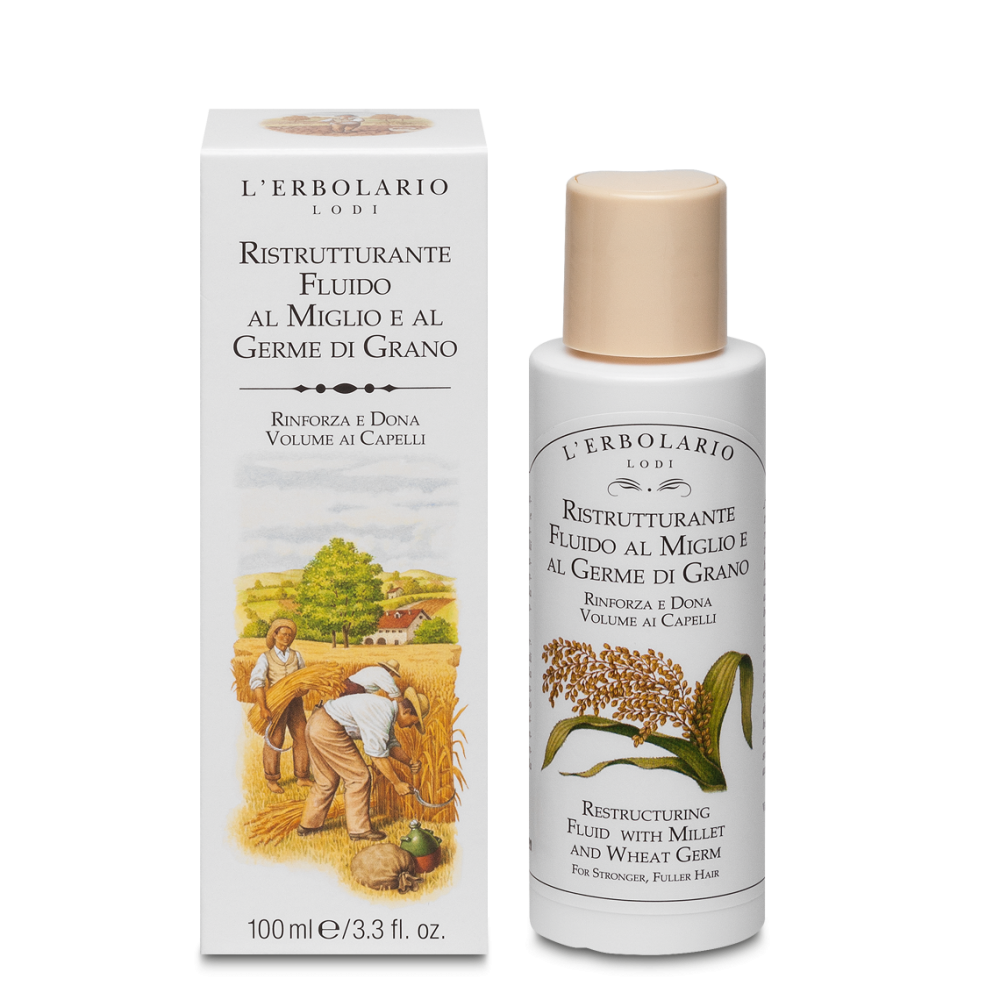 L'ERBOLARIO
LODI
RISTRUTTURANTE
FLUIDO
AL MIGLIO E AL
GERME DI GRANO
RINFORZA E DONA
VOLUME AI CAPELLI
100 ml e/3.3 fl. oz.
L'ERBOLARIO
LODI
RISTRUTTURANTE
FLUIDO AL MIGLIO E
AL GERME DI GRANO
RINFORZA E DONA
VOLUME AI CAPELLI
RESTRUCTURING
FLUID WITH MILLET
AND WHEAT GERM
FOR STRONGER, FULLER HAIR